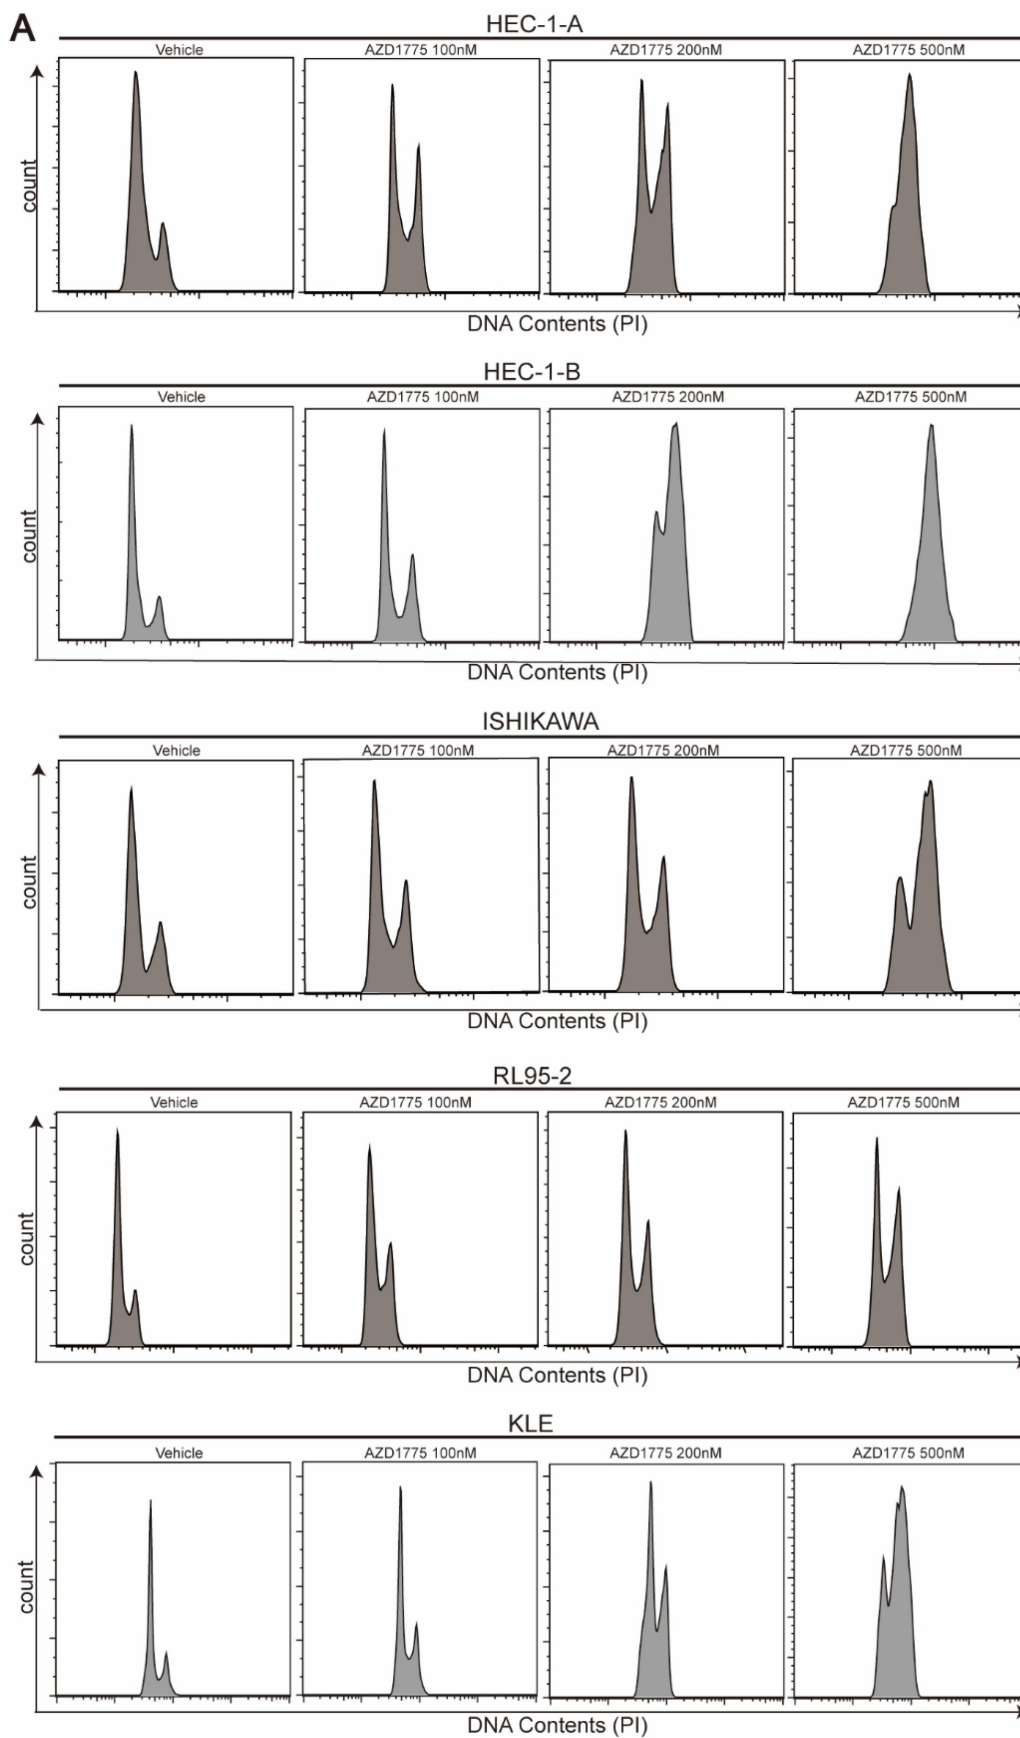 A
HEC-1-A
Vehicle AZD1775 100nM AZD1775 200nM AZD1775 500nM
count
DNA Contents (PI)
HEC-1-B
Vehicle AZD1775 100nM AZD1775 200nM AZD1775 500nM
count
DNA Contents (PI)
ISHIKAWA
Vehicle AZD1775 100nM AZD1775 200nM AZD1775 500nM
count
DNA Contents (PI)
RL95-2
Vehicle AZD1775 100nM AZD1775 200nM AZD1775 500nM
count
DNA Contents (PI)
KLE
Vehicle AZD1775 100nM AZD1775 200nM AZD1775 500nM
count
DNA Contents (PI)